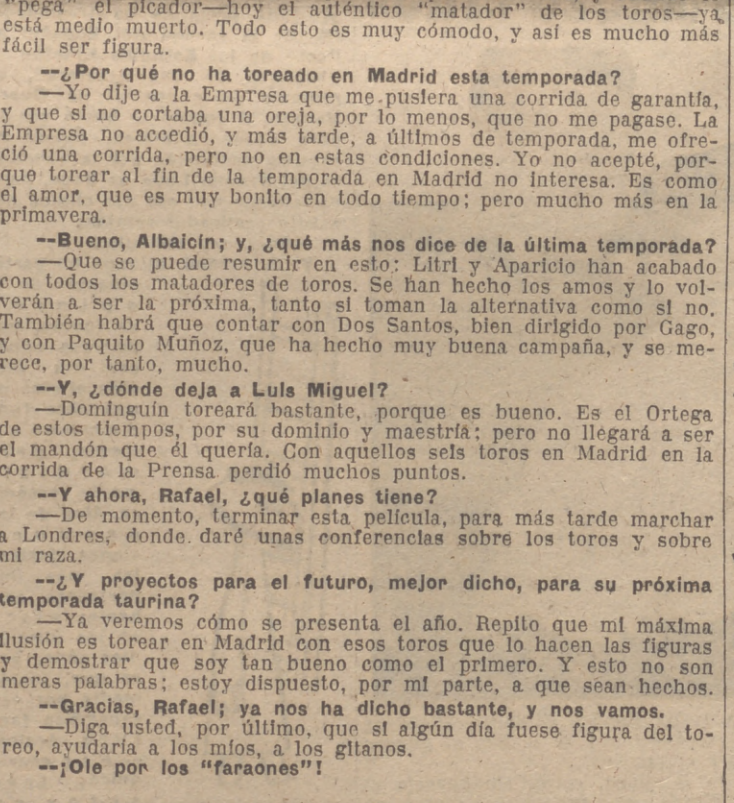 "pega" el picador—hoy el auténtico "matador" de los toros—ya
está medio muerto. Todo esto es muy cómodo, y así es mucho más
fácil ser figura.
--¿Por qué no ha toreado en Madrid esta temporada?
—Yo dije a la Empresa que me pusiera una corrida de garantía,
y que si no cortaba una oreja, por lo menos, que no me pagase. La
Empresa no accedió, y más tarde, a últimos de temporada, me ofre-
ció una corrida, pero no en estas condiciones. Yo no acepté, por-
que torear al fin de la temporada en Madrid no interesa. Es como
el amor, que es muy bonito en todo tiempo; pero mucho más en la
primavera.
--Bueno, Albaicín; y, ¿qué más nos dice de la última temporada?
—Que se puede resumir en esto: Litri y Aparicio han acabado
con todos los matadores de toros. Se han hecho los amos y lo vol-
verán a ser la próxima, tanto si toman la alternativa como si no.
También habrá que contar con Dos Santos, bien dirigido por Gago,
y con Paquito Muñoz, que ha hecho muy buena campaña, y se me-
rece, por tanto, mucho.
--Y, ¿dónde deja a Luis Miguel?
—Dominguín toreará bastante, porque es bueno. Es el Ortega
de estos tiempos, por su dominio y maestría; pero no llegará a ser
el mandón que él quería. Con aquellos seis toros en Madrid en la
corrida de la Prensa perdió muchos puntos.
--Y ahora, Rafael, ¿qué planes tiene?
—De momento, terminar esta película, para más tarde marchar
a Londres, donde daré unas conferencias sobre los toros y sobre
mi raza.
--¿Y proyectos para el futuro, mejor dicho, para su próxima
temporada taurina?
—Ya veremos cómo se presenta el año. Repito que mi máxima
ilusión es torear en Madrid con esos toros que lo hacen las figuras
y demostrar que soy tan bueno como el primero. Y esto no son
meras palabras; estoy dispuesto, por mi parte, a que sean hechos.
--Gracias, Rafael; ya nos ha dicho bastante, y nos vamos.
—Diga usted, por último, que si algún día fuese figura del to-
reo, ayudaría a los míos, a los gitanos.
--¡Ole por los "faraones"!